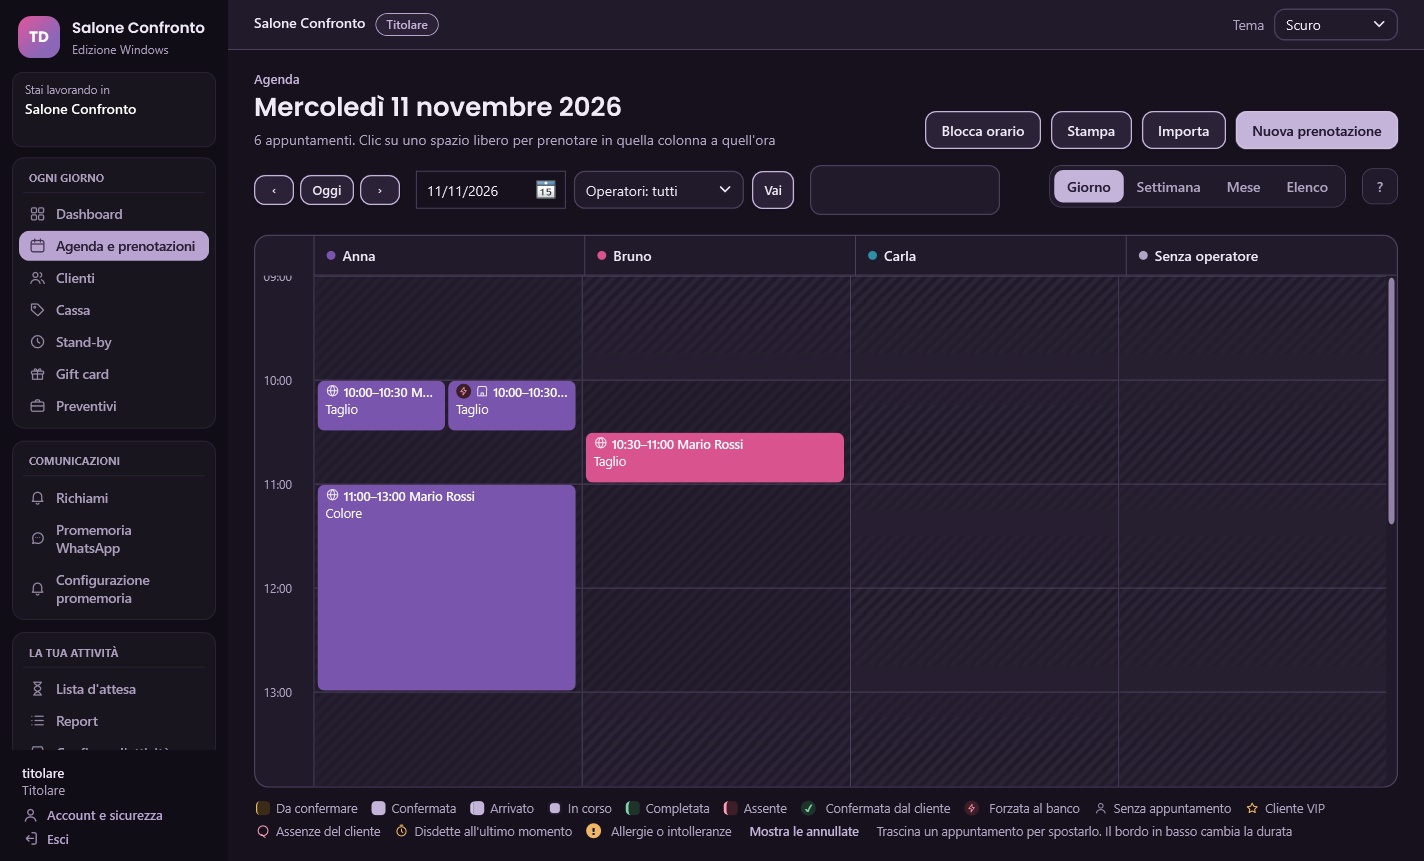 TD
Salone Confronto
Edizione Windows
Stai lavorando in
Salone Confronto
OGNI GIORNO
Dashboard
Agenda e prenotazioni
Clienti
Cassa
Stand-by
Gift card
Preventivi
COMUNICAZIONI
Richiami
Promemoria
WhatsApp
Configurazione
promemoria
LA TUA ATTIVITÀ
Lista d'attesa
Report
titolare
Titolare
Account e sicurezza
Esci
Salone Confronto Titolare
Tema Scuro
Agenda
Mercoledì 11 novembre 2026
6 appuntamenti. Clic su uno spazio libero per prenotare in quella colonna a quell'ora
Blocca orario Stampa Importa Nuova prenotazione
‹ Oggi › 11/11/2026 15 Operatori: tutti Vai Giorno Settimana Mese Elenco ?
Anna Bruno Carla Senza operatore
09:00
10:00
10:00–10:30 M... 10:00–10:30...
Taglio Taglio
10:30–11:00 Mario Rossi
Taglio
11:00
11:00–13:00 Mario Rossi
Colore
12:00
13:00
Da confermare Confermata Arrivato In corso Completata Assente Confermata dal cliente Forzata al banco Senza appuntamento Cliente VIP
Assenze del cliente Disdette all'ultimo momento Allergie o intolleranze Mostra le annullate Trascina un appuntamento per spostarlo. Il bordo in basso cambia la durata